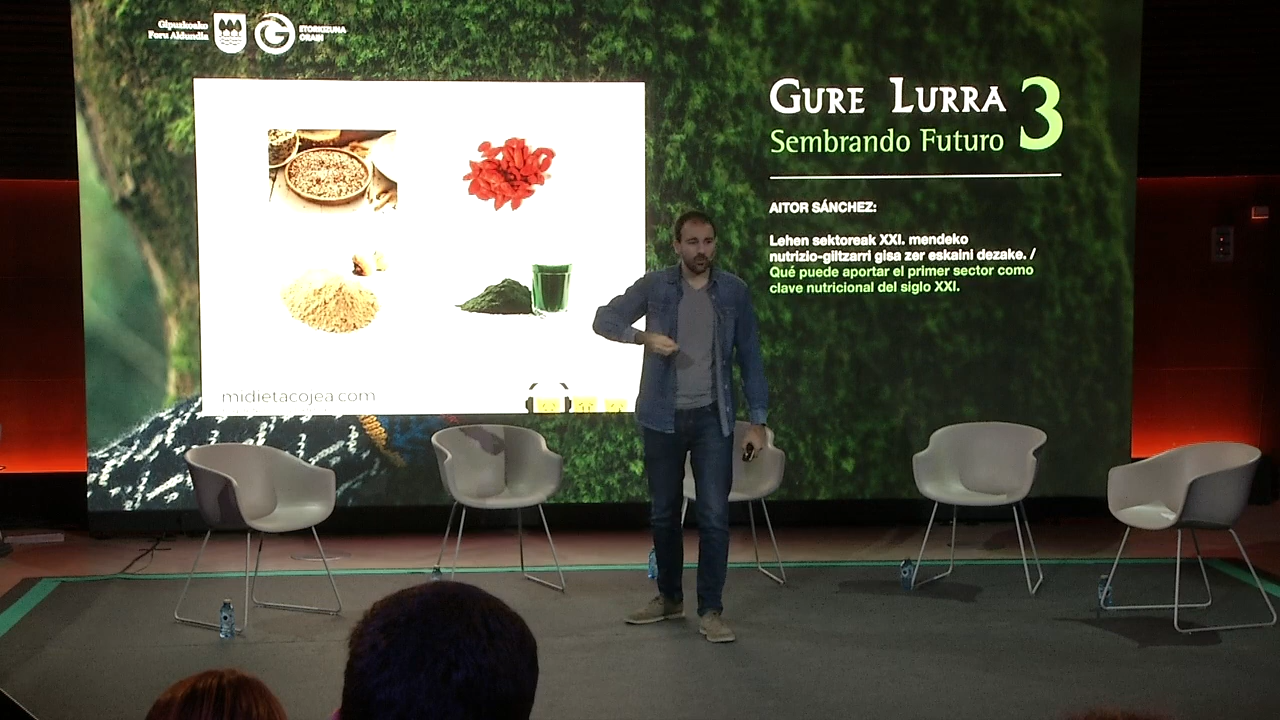 Gipuzkoako
Foru Aldundia
ETORKIZUNA
ORAIN
GURE LURRA 3
Sembrando Futuro
AITOR SÁNCHEZ:
Lehen sektoreak XXI. mendeko
nutrizio-giltzarri gisa zer eskaini dezake. /
Qué puede aportar el primer sector como
clave nutricional del siglo XXI.
midietacojea.com